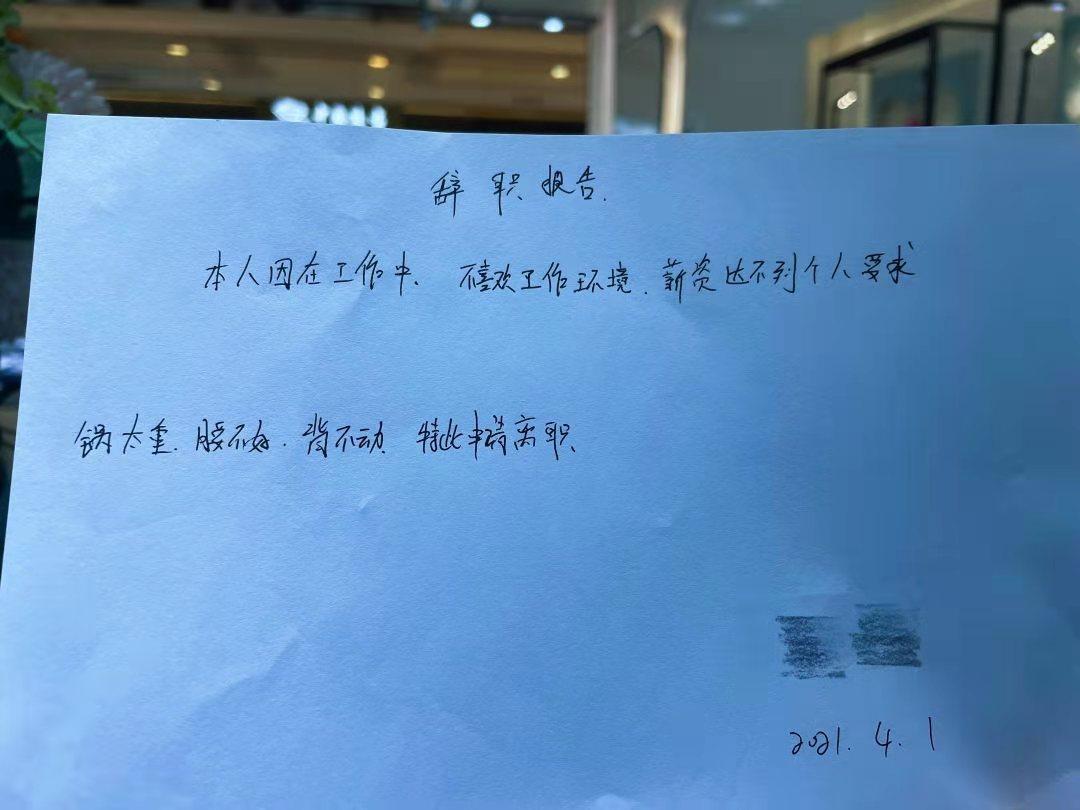 辞职报告.
本人因在工作中、不喜欢工作环境、薪资达不到个人要求
锅太重.腰不好.背不动.特此申请离职、
2021.4.1